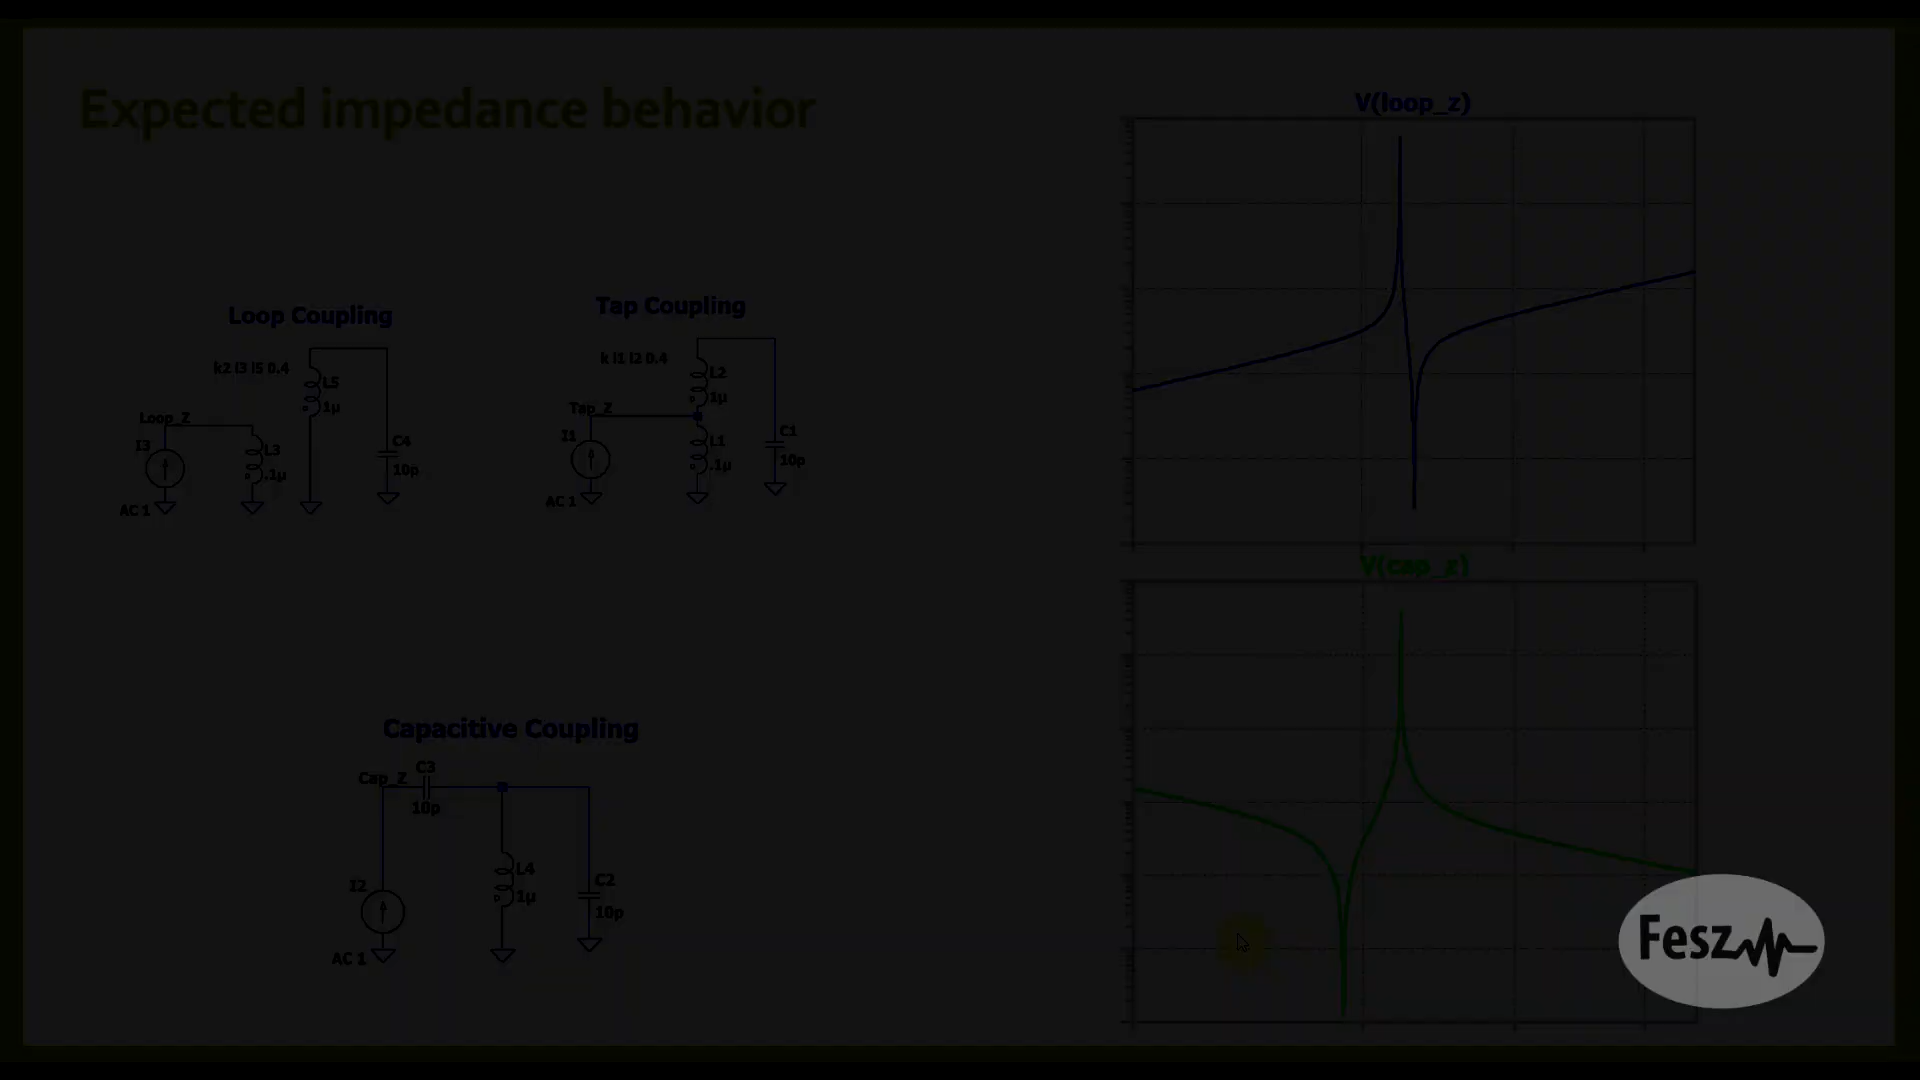 Expected impedance behavior
V(loop_z)
Loop Coupling
k2 l3 l5 0.4
L5
1µ
Loop_Z
I3
L3
.1µ
C4
10p
AC 1
Tap Coupling
k l1 l2 0.4
L2
1µ
Tap_Z
I1
L1
.1µ
C1
10p
AC 1
V(cap_z)
Capacitive Coupling
C3
Cap_Z
10p
L4
1µ
I2
C2
10p
AC 1
Fesz